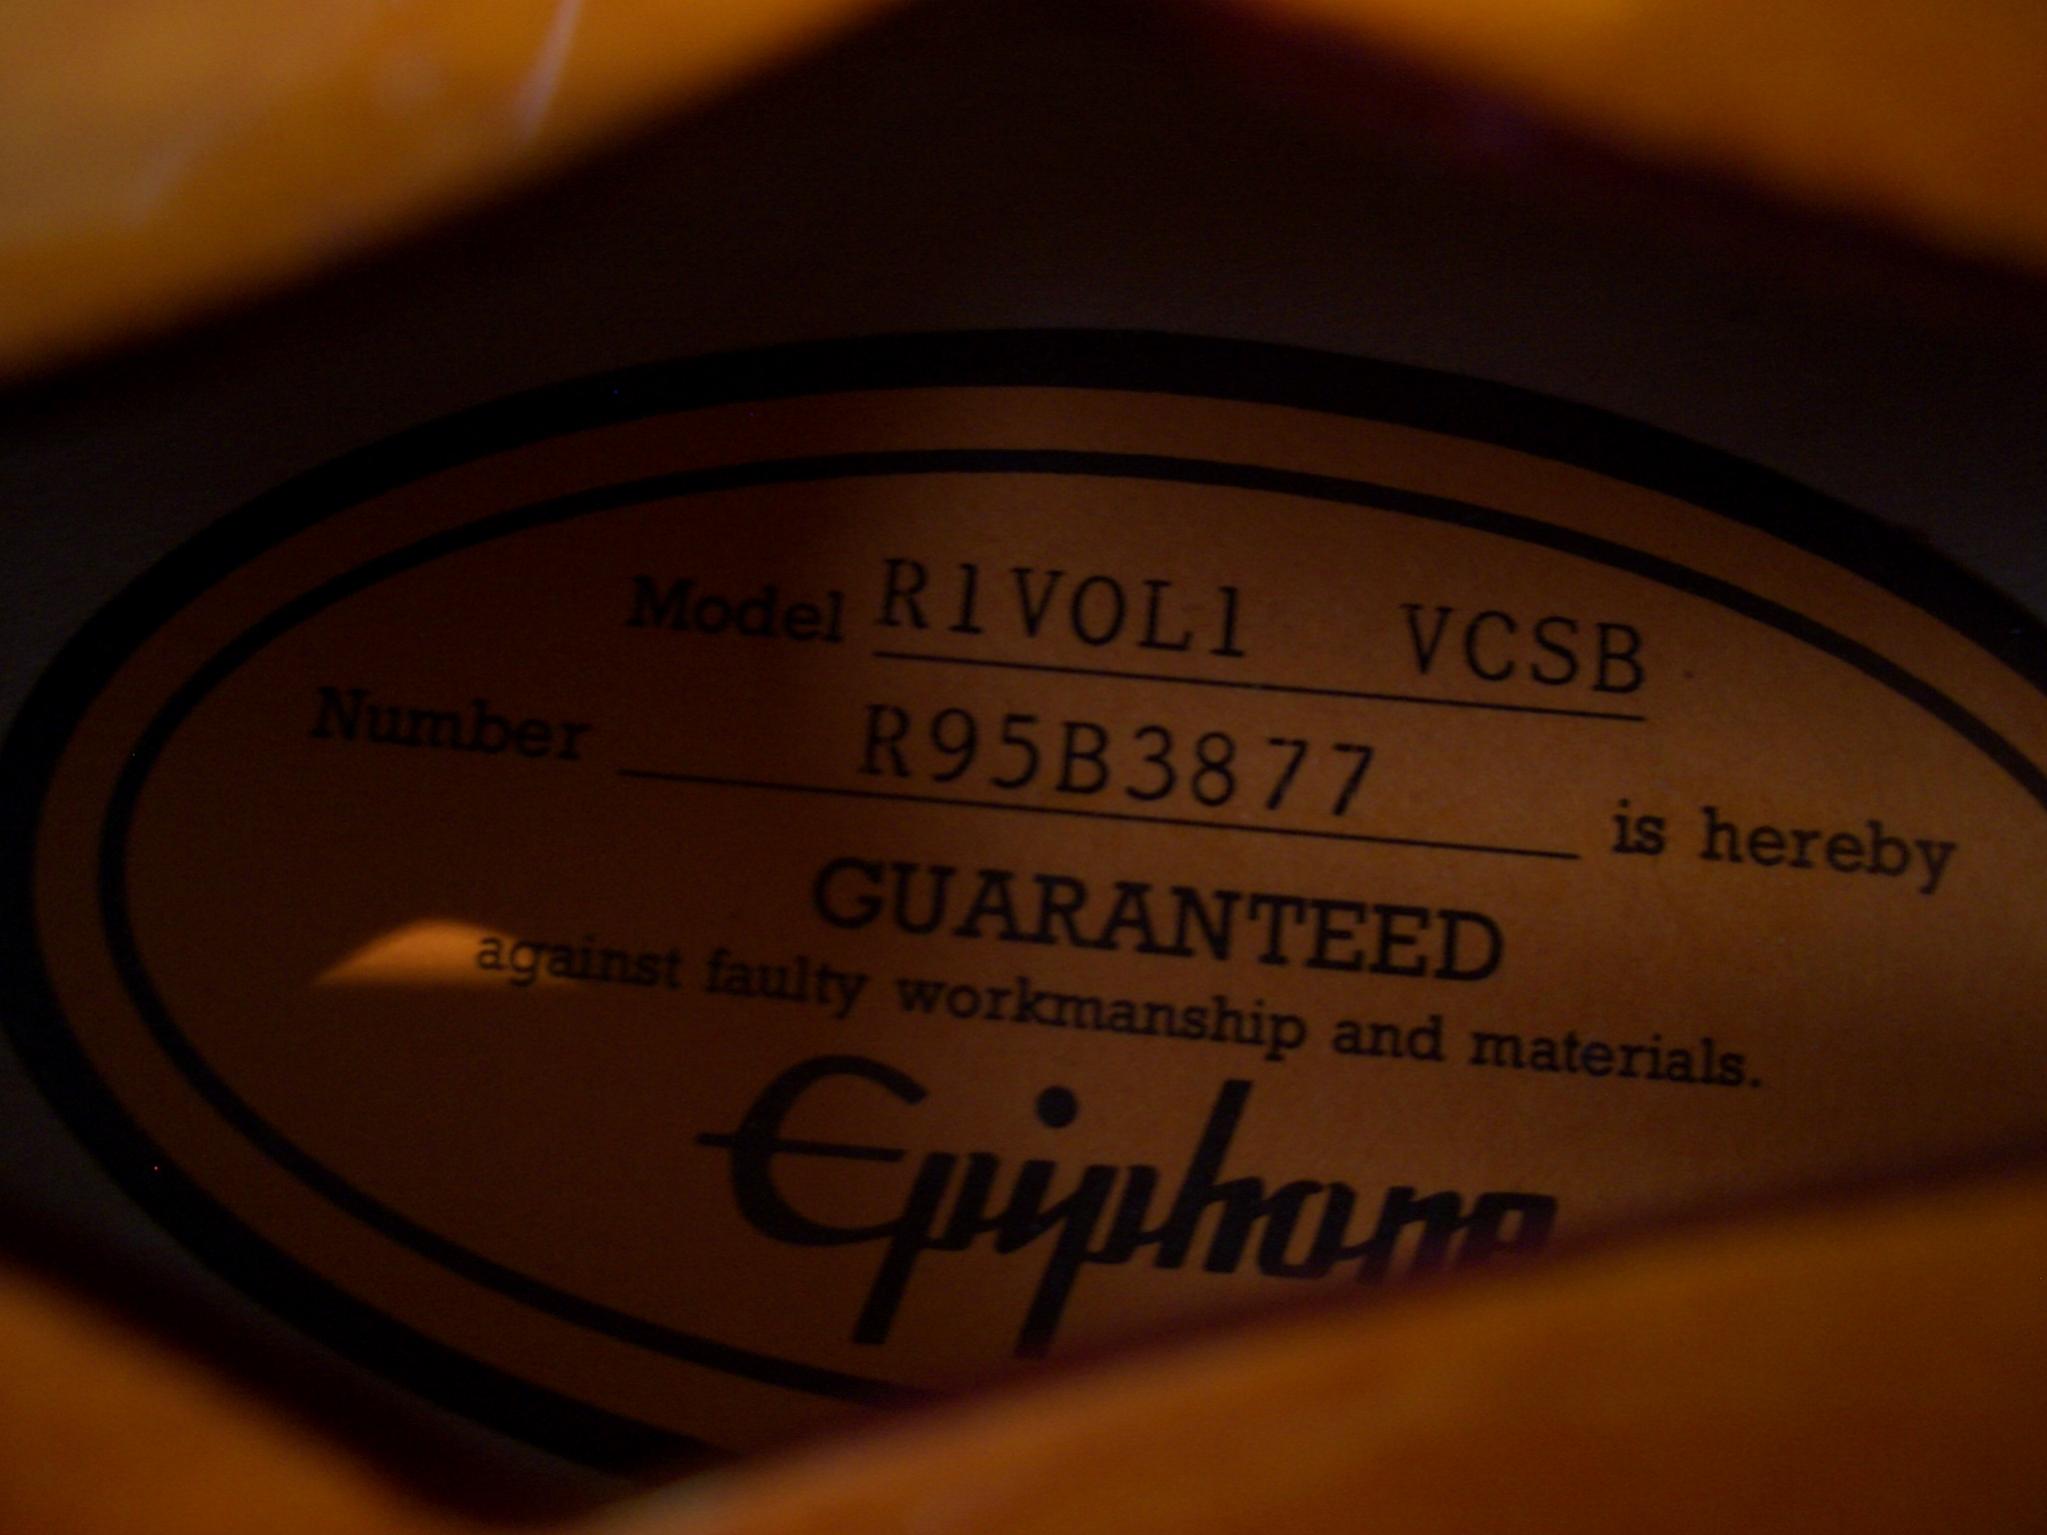 Model R1VOL1 VCSB
Number R95B3877 is hereby
GUARANTEED
against faulty workmanship and materials.
Epiphone